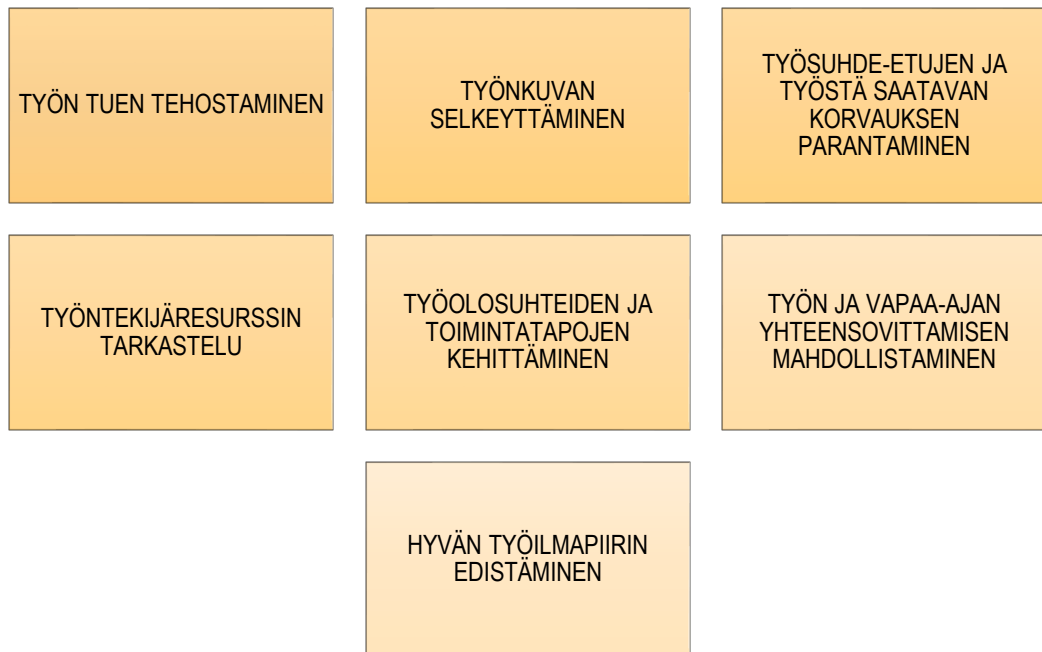 TYÖN TUEN TEHOSTAMINEN
TYÖNKUVAN
SELKEYTTÄMINEN
TYÖSUHDE-ETUJEN JA
TYÖSTÄ SAATAVAN
KORVAUKSEN
PARANTAMINEN
TYÖNTEKIJÄRESURSSIN
TARKASTELU
TYÖOLOSUHTEIDEN JA
TOIMINTATAPOJEN
KEHITTÄMINEN
TYÖN JA VAPAA-AJAN
YHTEENSOVITTAMISEN
MAHDOLLISTAMINEN
HYVÄN TYÖILMAPIIRIN
EDISTÄMINEN